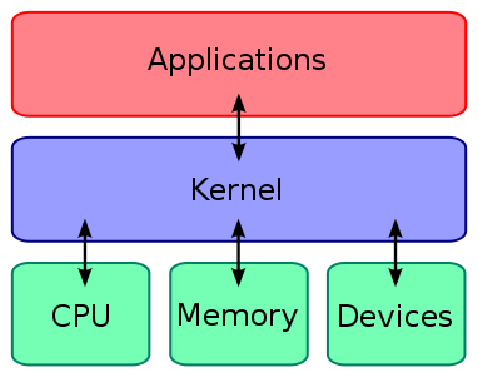 Applications
Kernel
CPU
Memory
Devices